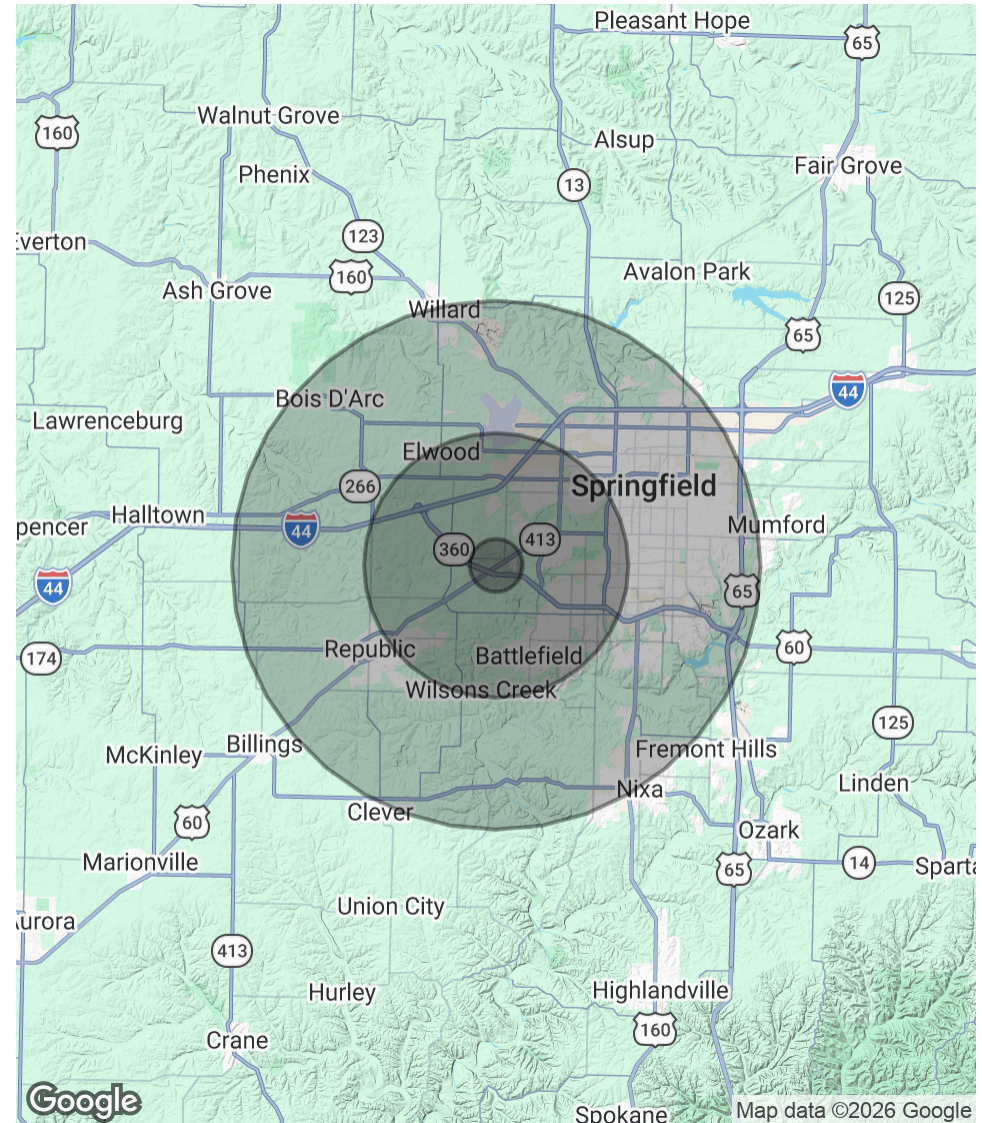 Pleasant Hope
65
Walnut Grove
160
Alsup
Fair Grove
Phenix
13
123
Everton
160
Avalon Park
Ash Grove
125
Willard
65
44
Bois D'Arc
Lawrenceburg
Elwood
266
Springfield
Halltown
pencer
44
Mumford
413
360
44
65
Republic
60
174
Battlefield
Wilsons Creek
125
Billings
Fremont Hills
McKinley
Linden
Nixa
Clever
60
Ozark
Marionville
65
14
Sparta
Union City
Aurora
413
Hurley
Highlandville
160
Crane
Google
Spokane
Map data ©2026 Google